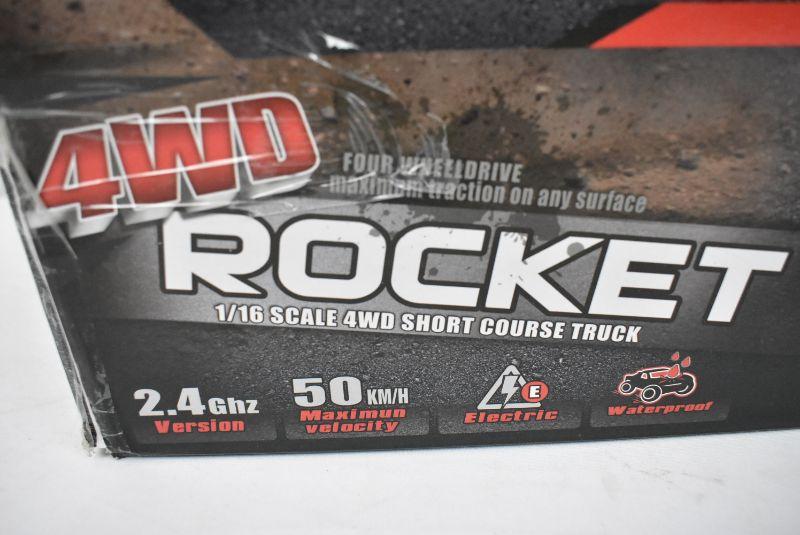 4WD
FOUR WHEELDRIVE
maximum traction on any surface
ROCKET
1/16 SCALE 4WD SHORT COURSE TRUCK
2.4Ghz
Version
50 KM/H
Maximun
velocity
E
Electric
Waterproof